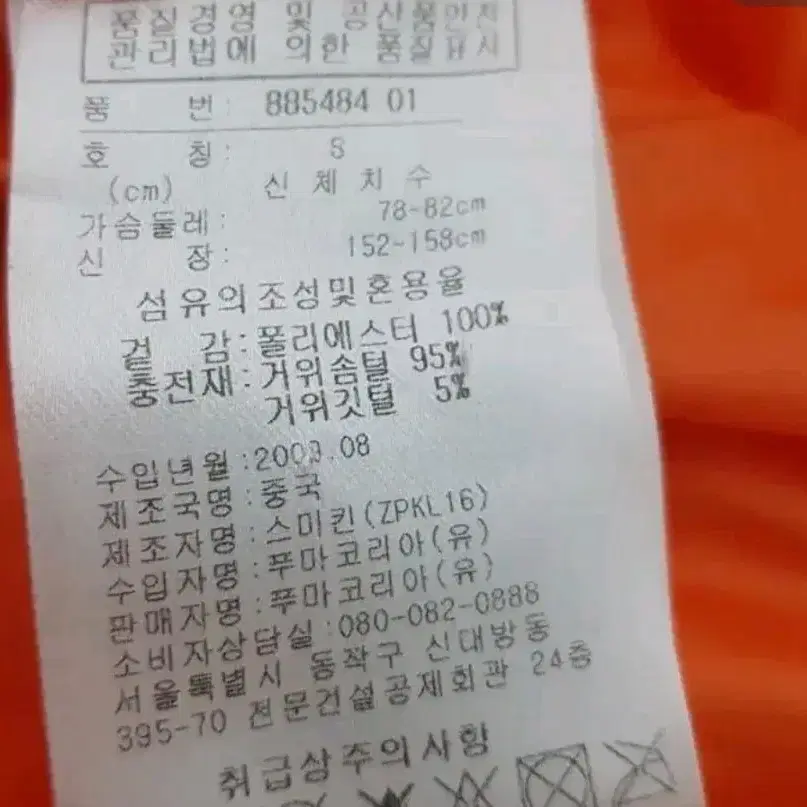 품질경영 및 공산품안전
관리법에 의한 품질표시
품 번: 885484 01
호 칭: S
(cm) 신체치수
가슴둘레: 78-82cm
신 장: 152-158cm
섬유의조성및혼용율
겉 감:폴리에스터 100%
충전재:거위솜털 95%
거위깃털 5%
수입년월:2009.08
제조국명:중국
제조자명:스미킨(ZPKL16)
수입자명:푸마코리아(유)
판매자명:푸마코리아(유)
소비자상담실:080-082-0888
서울특별시 동작구 신대방동
395-70 전문건설공제회관 24층
취급상주의사항